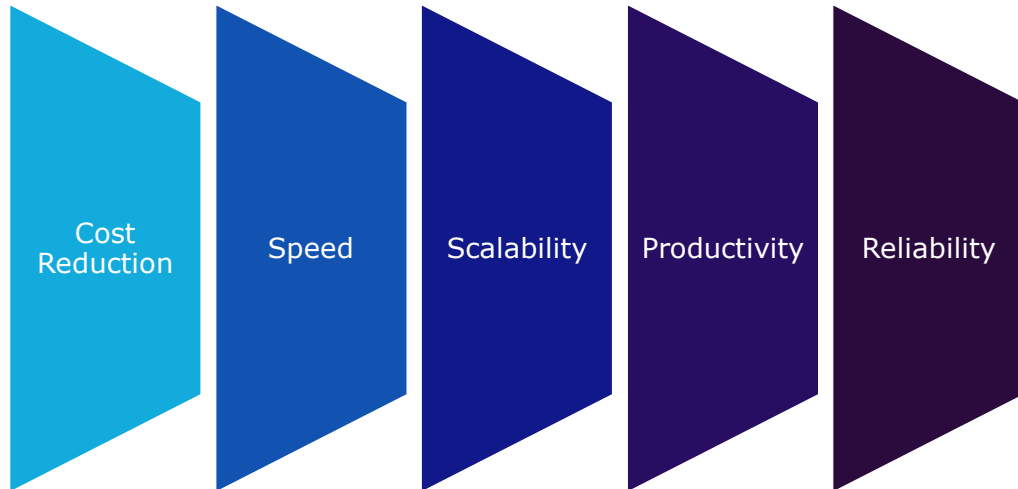 Cost
Reduction
Speed
Scalability
Productivity
Reliability